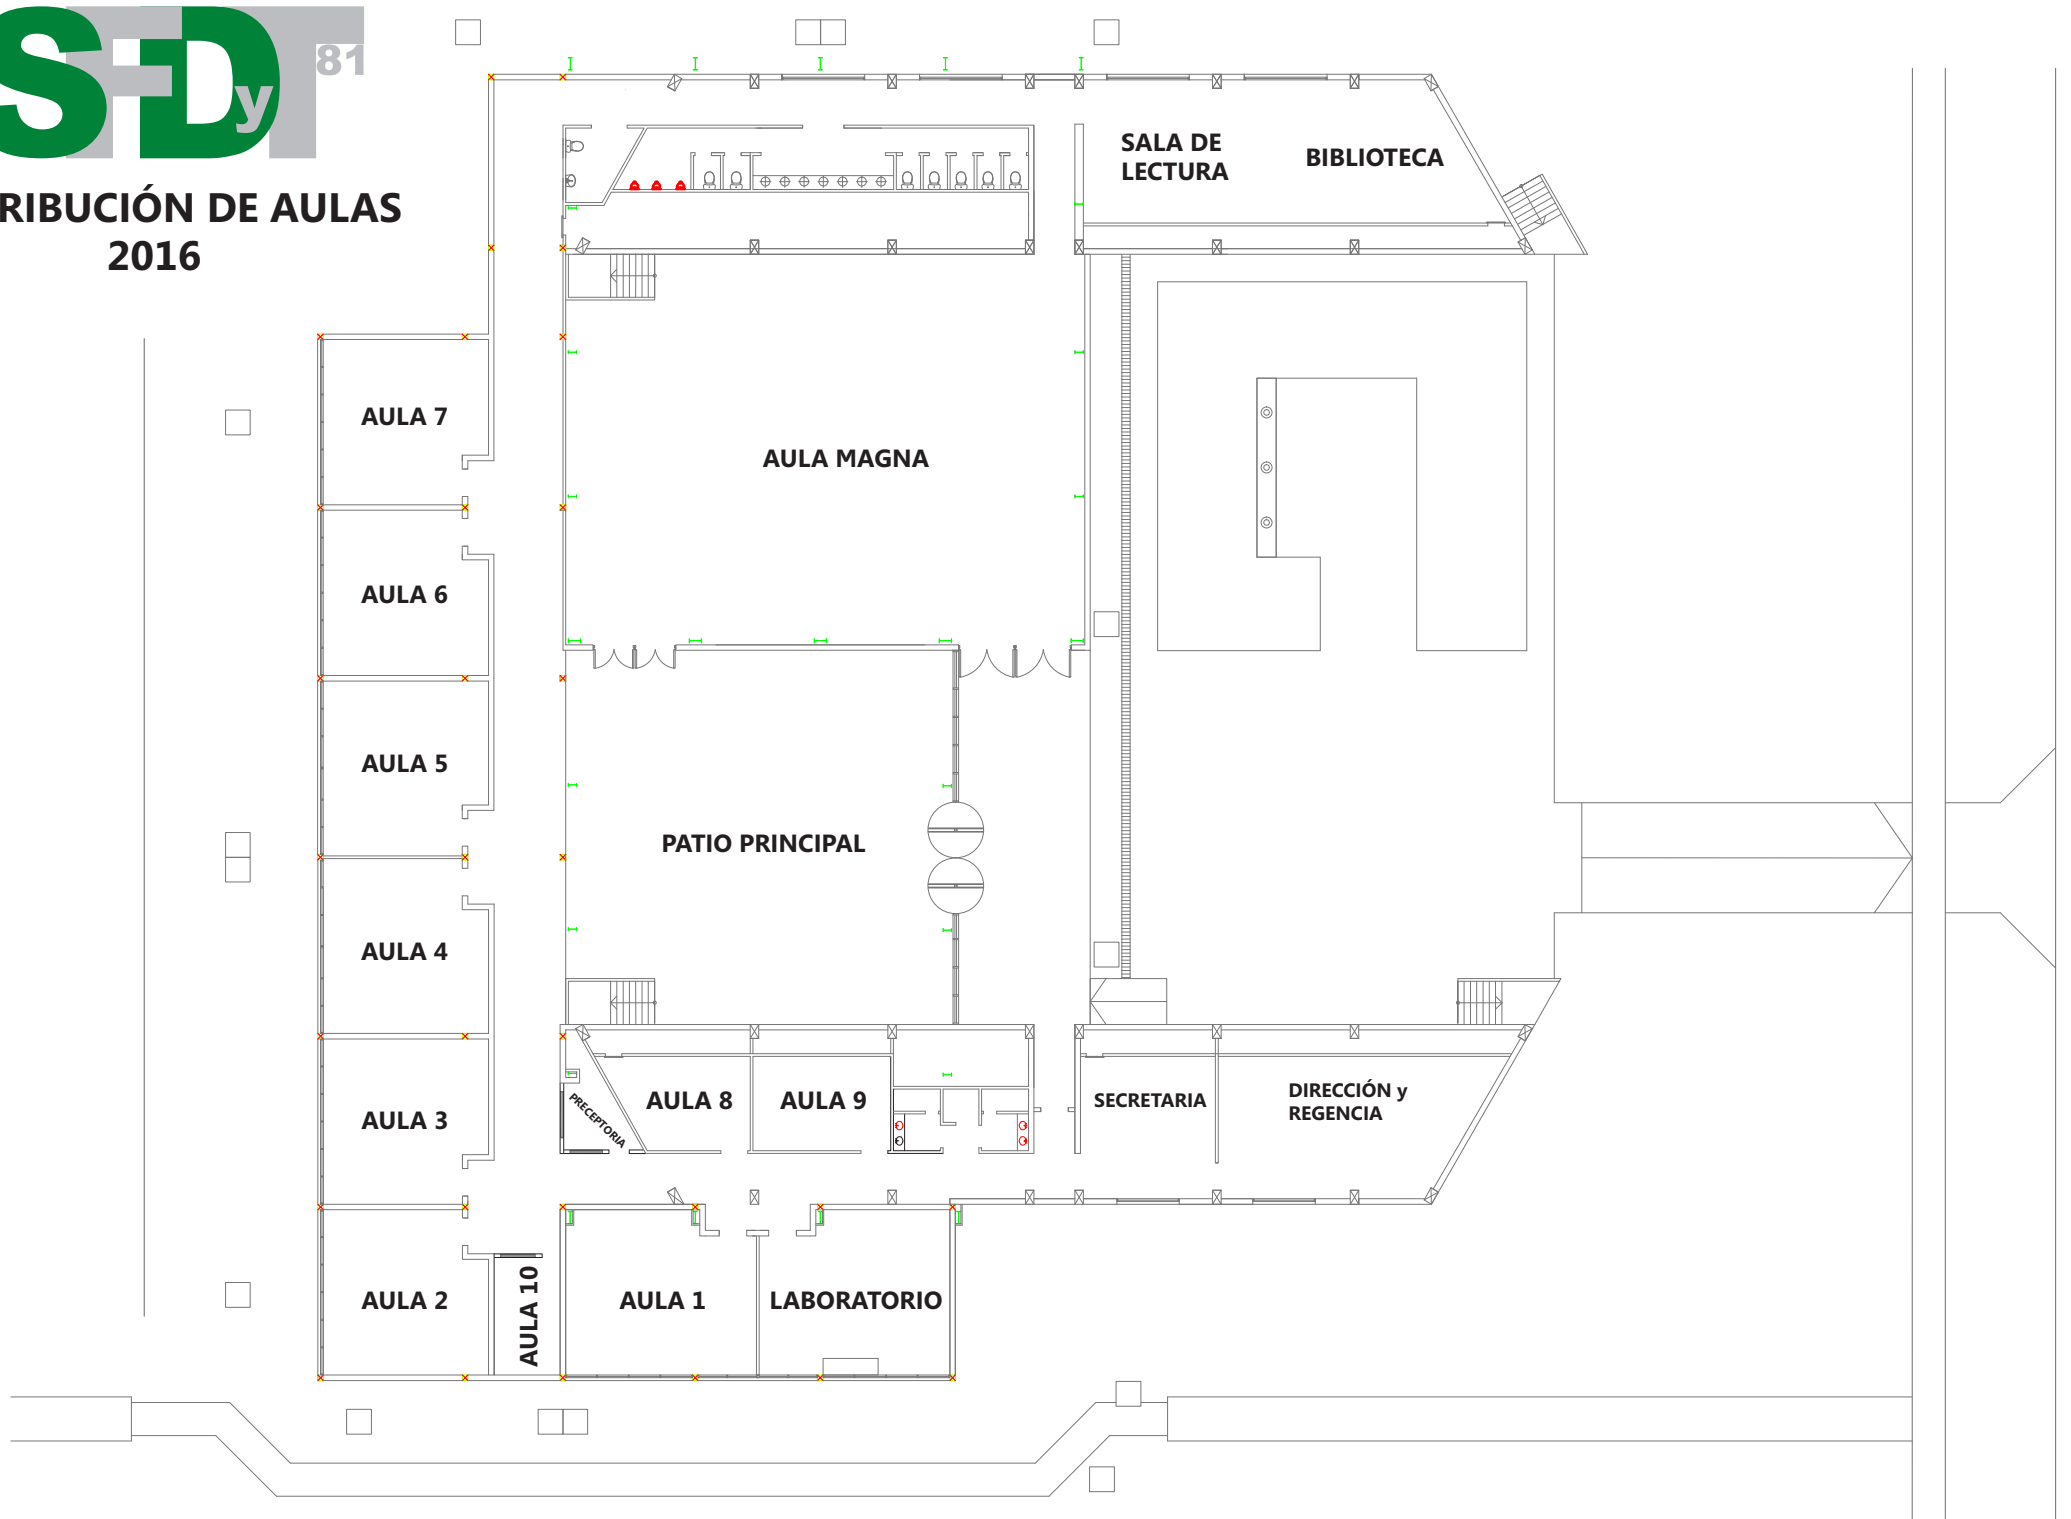 SFDyT 81
RIBUCIÓN DE AULAS
2016
SALA DE
LECTURA
BIBLIOTECA
AULA 7
AULA MAGNA
AULA 6
AULA 5
PATIO PRINCIPAL
AULA 4
AULA 3
PRECEPTORIA
AULA 8
AULA 9
SECRETARIA
DIRECCIÓN y
REGENCIA
AULA 2
AULA 10
AULA 1
LABORATORIO